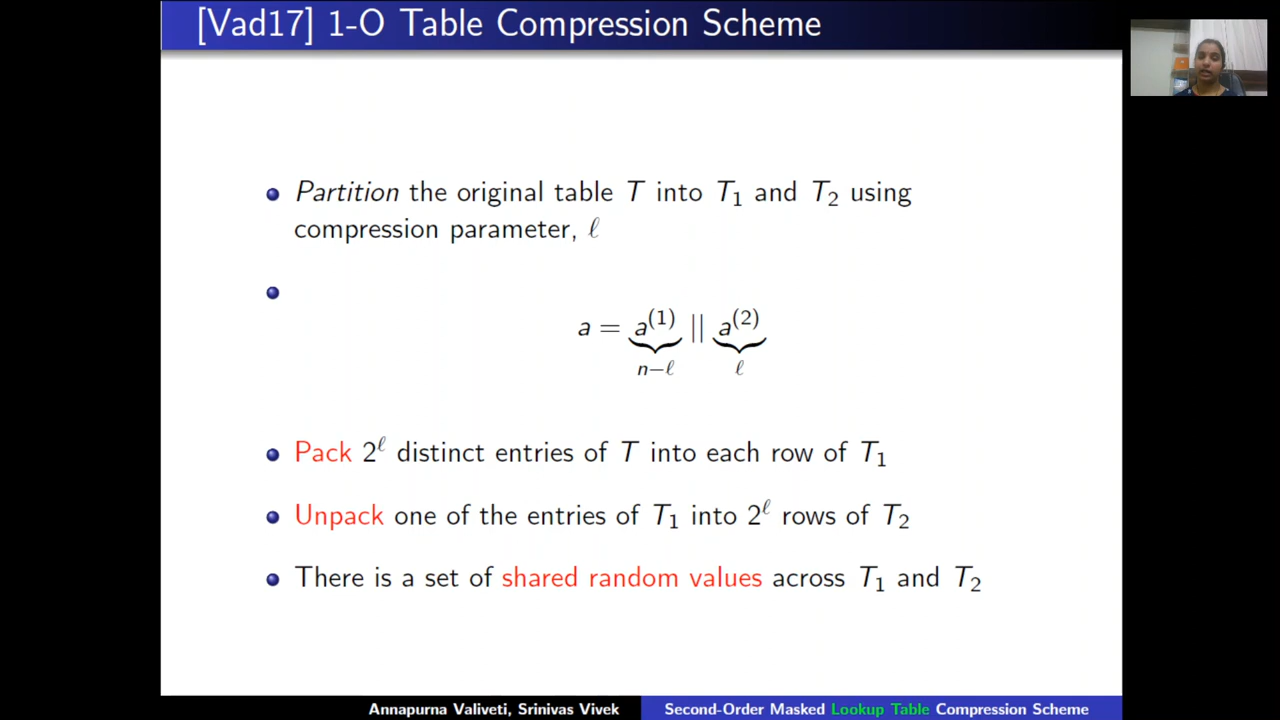 [Vad17] 1-O Table Compression Scheme
Partition the original table T into T₁ and T₂ using
compression parameter, ℓ
a = a⁽¹⁾ || a⁽²⁾
n−ℓ ℓ
Pack 2^ℓ distinct entries of T into each row of T₁
Unpack one of the entries of T₁ into 2^ℓ rows of T₂
There is a set of shared random values across T₁ and T₂
Annapurna Valiveti, Srinivas Vivek
Second-Order Masked Lookup Table Compression Scheme